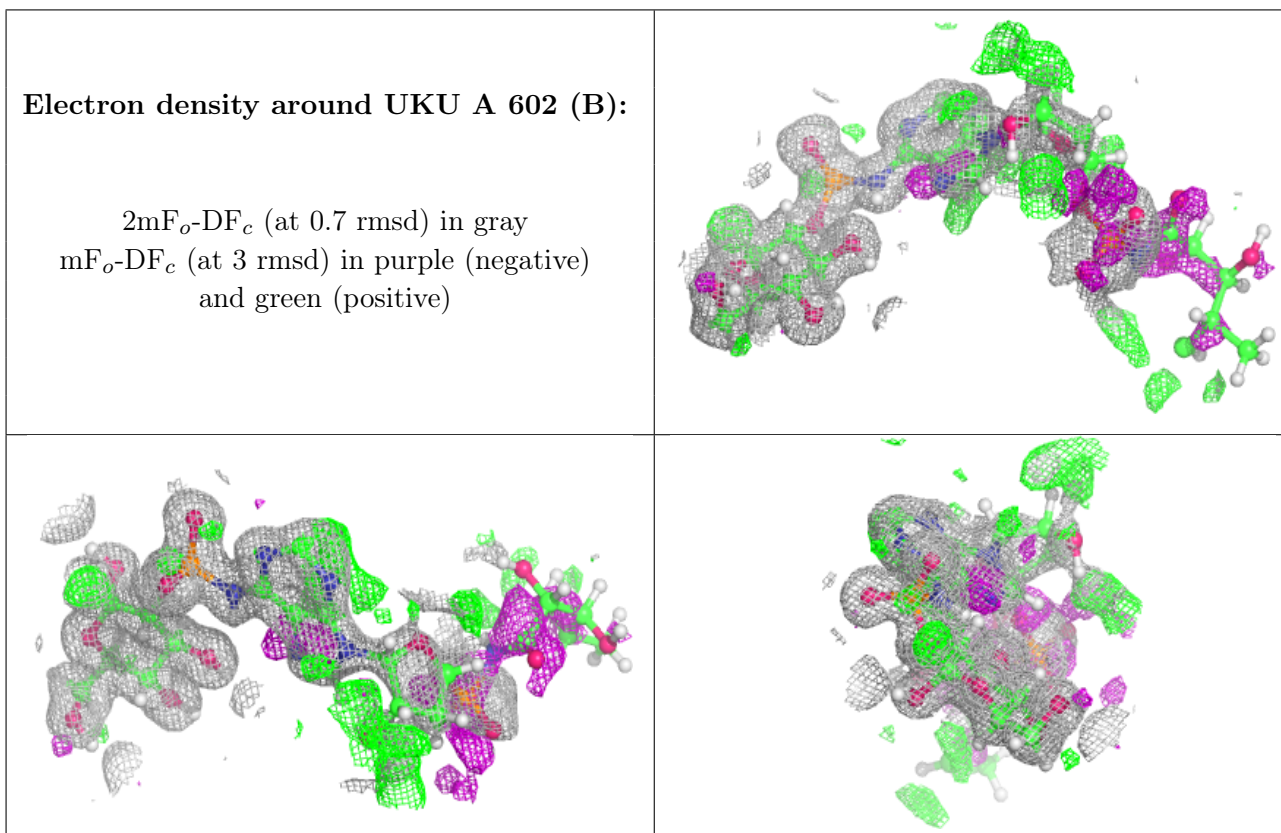 Electron density around UKU A 602 (B):
2mFo-DFc (at 0.7 rmsd) in gray
mFo-DFc (at 3 rmsd) in purple (negative)
and green (positive)